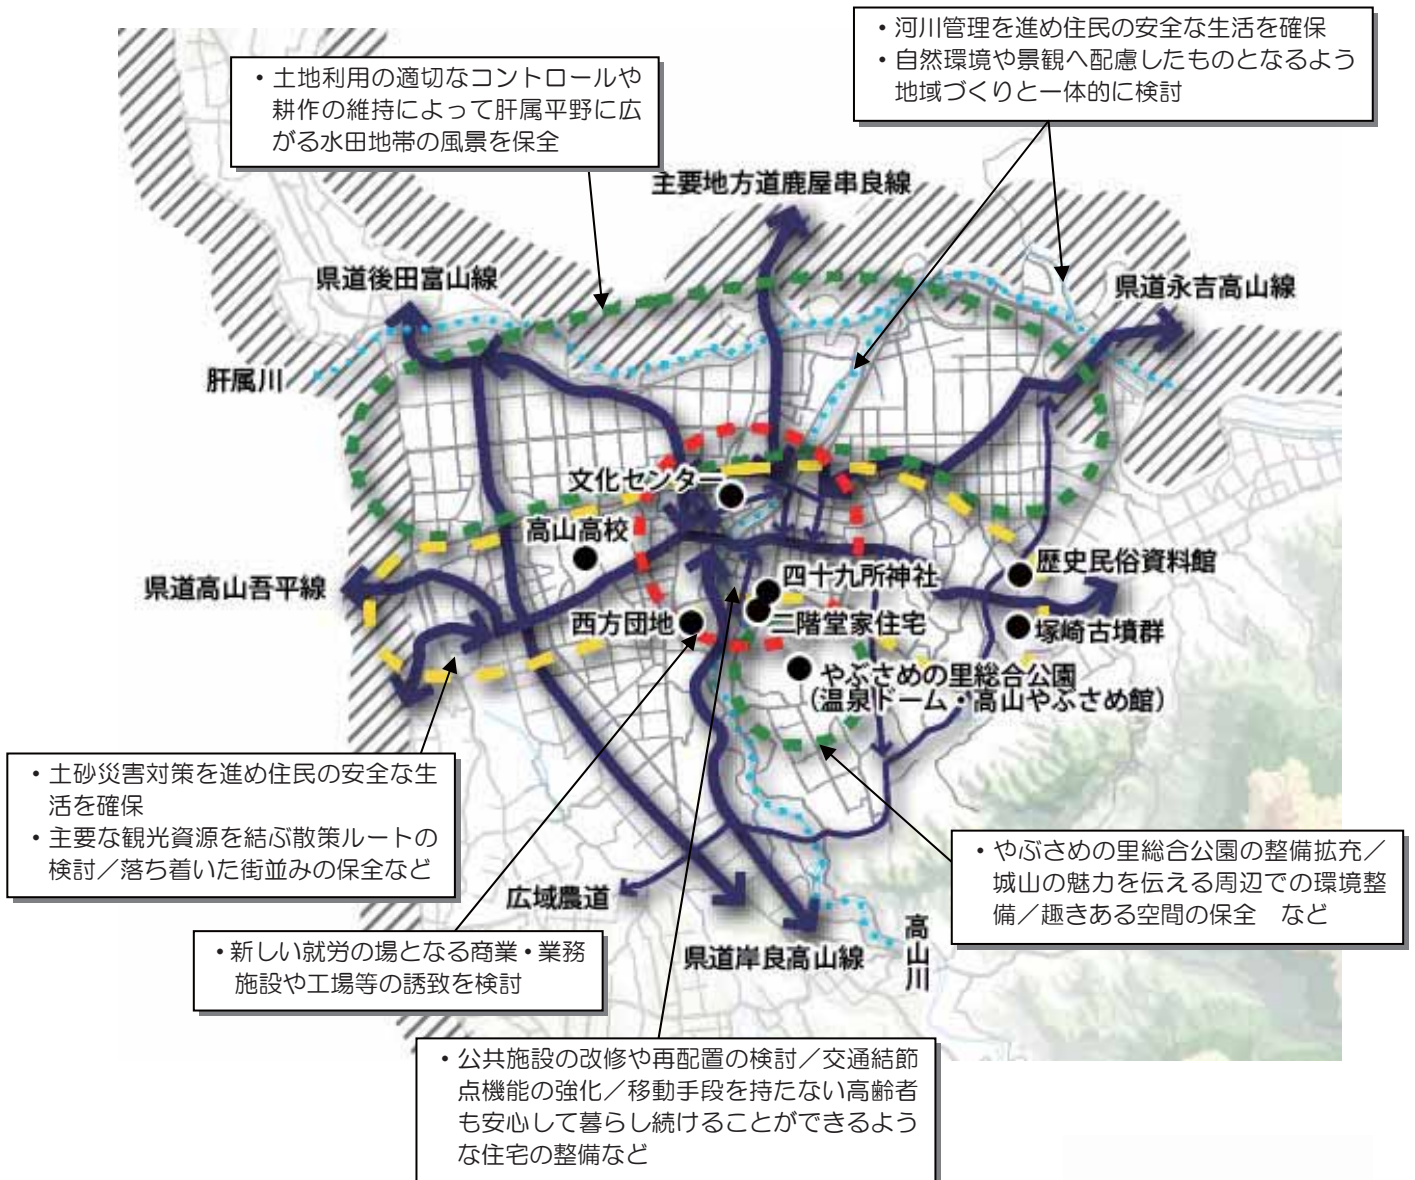 ・河川管理を進め住民の安全な生活を確保
・自然環境や景観へ配慮したものとなるよう
地域づくりと一体的に検討
・土地利用の適切なコントロールや
耕作の維持によって肝属平野に広
がる水田地帯の風景を保全
主要地方道鹿屋串良線
県道後田富山線
県道永吉高山線
肝属川
文化センター
高山高校
県道高山吾平線
四十九所神社
歴史民俗資料館
西方団地
二階堂家住宅
塚崎古墳群
やぶさめの里総合公園
（温泉ドーム・高山やぶさめ館）
・土砂災害対策を進め住民の安全な生
活を確保
・主要な観光資源を結ぶ散策ルートの
検討／落ち着いた街並みの保全など
・やぶさめの里総合公園の整備拡充／
城山の魅力を伝える周辺での環境整
備／趣きある空間の保全　など
広域農道
高山川
県道岸良高山線
・新しい就労の場となる商業・業務
施設や工場等の誘致を検討
・公共施設の改修や再配置の検討／交通結節
点機能の強化／移動手段を持たない高齢者
も安心して暮らし続けることができるよう
な住宅の整備など